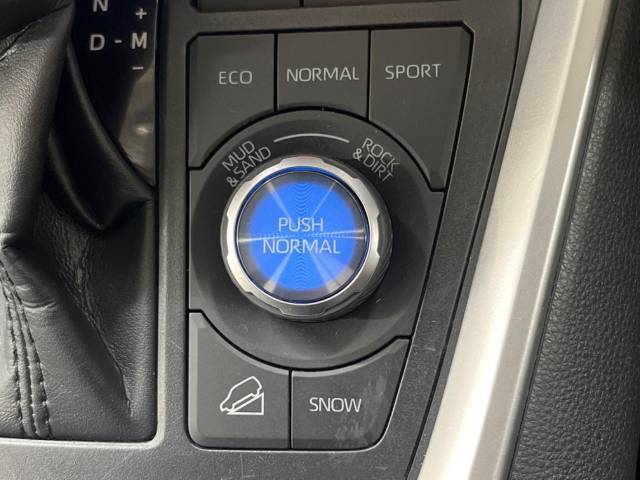 N +
D - M
-
ECO NORMAL SPORT
MUD
& SAND
ROCK
& DIRT
PUSH
NORMAL
SNOW